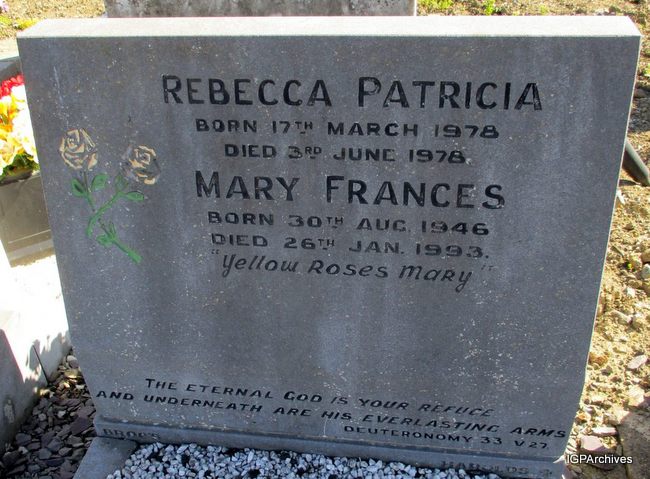 REBECCA PATRICIA
BORN 17TH MARCH 1978
DIED 3RD JUNE 1978.
MARY FRANCES
BORN 30TH AUG. 1946
DIED 26TH JAN. 1993.
"Yellow Roses Mary"
THE ETERNAL GOD IS YOUR REFUGE
AND UNDERNEATH ARE HIS EVERLASTING ARMS
DEUTERONOMY 33 V.27
IGPArchives